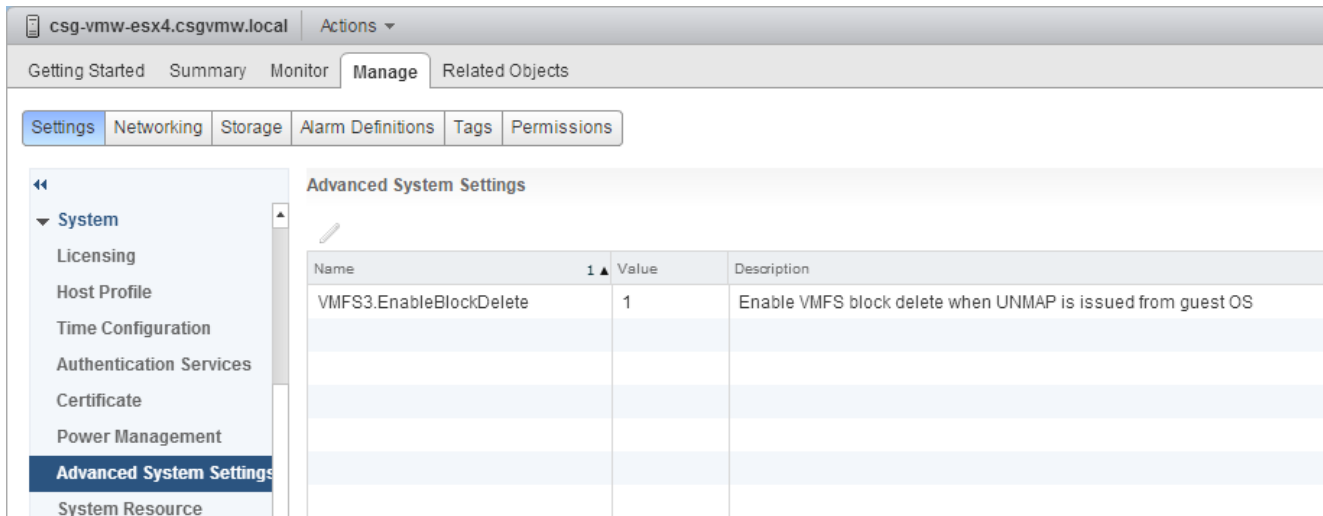 csg-vmw-esx4.csgvmw.local Actions
Getting Started Summary Monitor Manage Related Objects
Settings Networking Storage Alarm Definitions Tags Permissions
Advanced System Settings
System
Licensing
Host Profile
Time Configuration
Authentication Services
Certificate
Power Management
Advanced System Settings
System Resource
Name 1 Value Description
VMFS3.EnableBlockDelete 1 Enable VMFS block delete when UNMAP is issued from guest OS